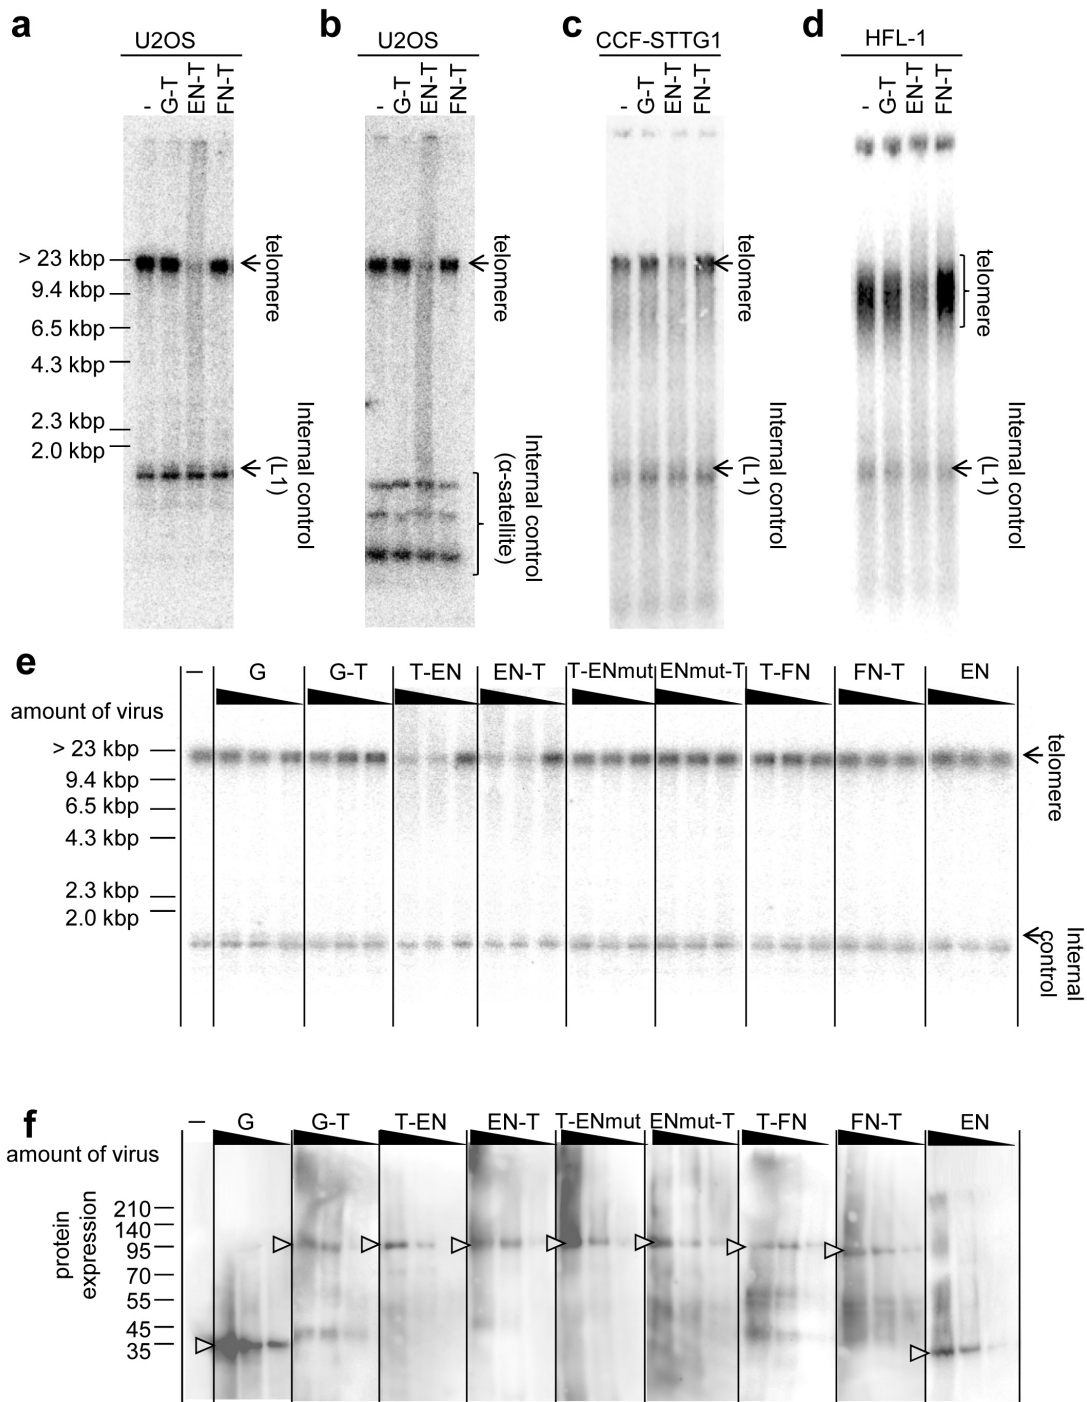 a
U2OS
-
G-T
EN-T
FN-T
> 23 kbp
9.4 kbp
6.5 kbp
4.3 kbp
2.3 kbp
2.0 kbp
telomere
Internal control
(L1)
b
U2OS
-
G-T
EN-T
FN-T
telomere
Internal control
(α-satellite)
c
CCF-STTG1
-
G-T
EN-T
FN-T
telomere
Internal control
(L1)
d
HFL-1
-
G-T
EN-T
FN-T
telomere
Internal control
(L1)
e
– G G-T T-EN EN-T T-ENmut ENmut-T T-FN FN-T EN
amount of virus
> 23 kbp
9.4 kbp
6.5 kbp
4.3 kbp
2.3 kbp
2.0 kbp
telomere
Internal
control
f
– G G-T T-EN EN-T T-ENmut ENmut-T T-FN FN-T EN
amount of virus
protein
expression
210
140
95
70
55
45
35